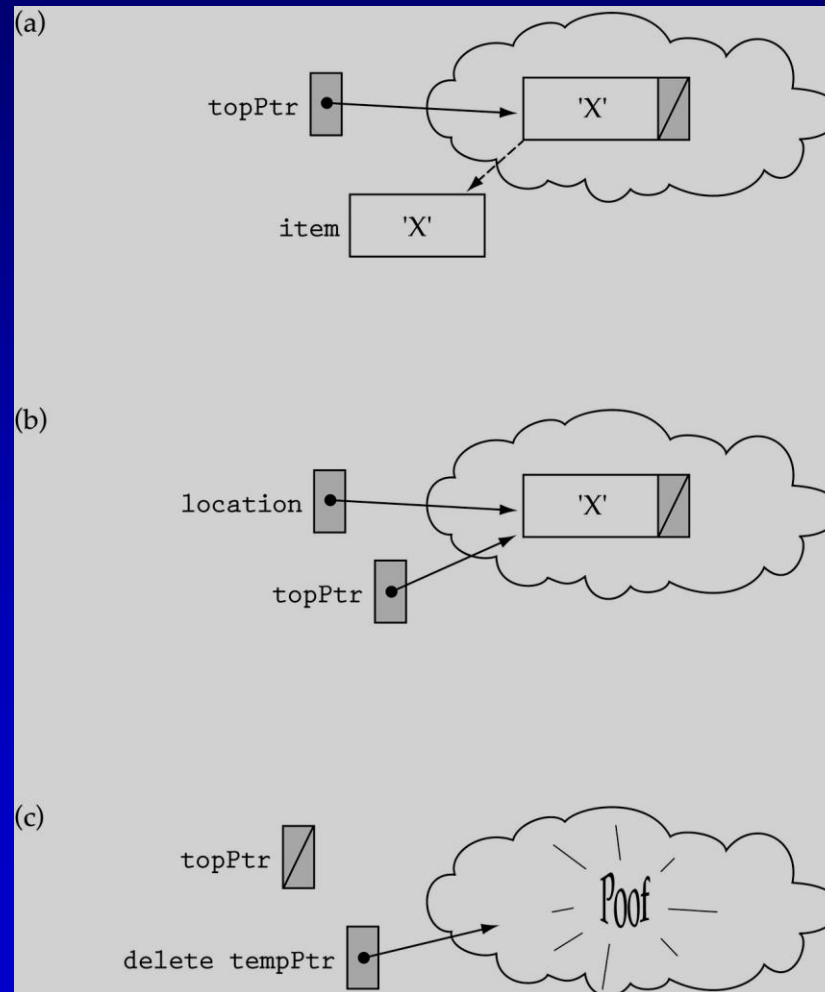 (a)
topPtr
'X'
item
'X'
(b)
location
'X'
topPtr
(c)
topPtr
Poof
delete tempPtr